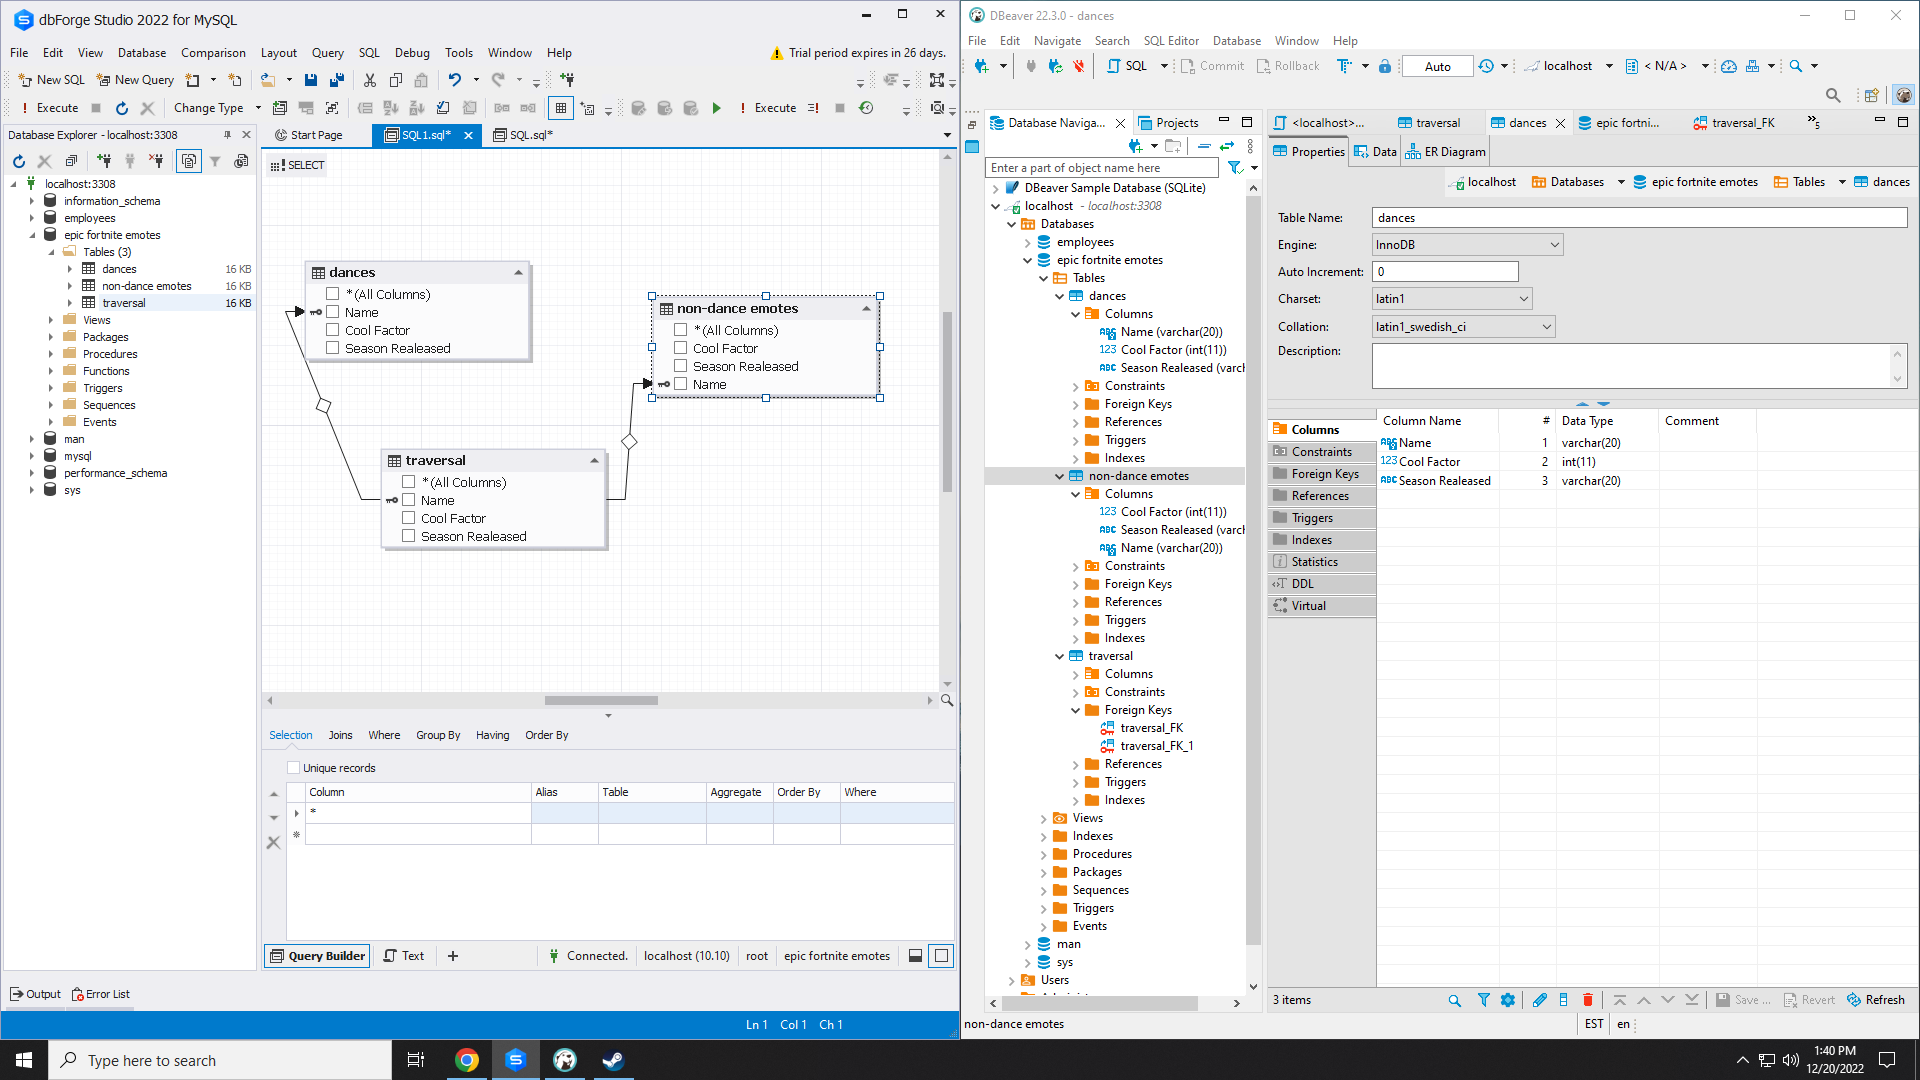 dbForge Studio 2022 for MySQL
File Edit View Database Comparison Layout Query SQL Debug Tools Window Help
Trial period expires in 26 days.
New SQL New Query
! Execute Change Type ! Execute
Database Explorer - localhost:3308
Start Page SQL1.sql* SQL.sql*
localhost:3308
information_schema
employees
epic fortnite emotes
Tables (3)
dances 16 KB
non-dance emotes 16 KB
traversal 16 KB
Views
Packages
Procedures
Functions
Triggers
Sequences
Events
man
mysql
performance_schema
sys
! SELECT
dances
*(All Columns)
Name
Cool Factor
Season Realeased
non-dance emotes
*(All Columns)
Cool Factor
Season Realeased
Name
traversal
*(All Columns)
Name
Cool Factor
Season Realeased
Selection Joins Where Group By Having Order By
Unique records
Column Alias Table Aggregate Order By Where
*
Query Builder Text + Connected. localhost (10.10) root epic fortnite emotes
Output Error List
Ln 1 Col 1 Ch 1
DBeaver 22.3.0 - dances
File Edit Navigate Search SQL Editor Database Window Help
SQL Commit Rollback Auto localhost < N/A >
Database Naviga... Projects
Enter a part of object name here
DBeaver Sample Database (SQLite)
localhost - localhost:3308
Databases
employees
epic fortnite emotes
Tables
dances
Columns
Name (varchar(20))
123 Cool Factor (int(11))
ABC Season Realeased (varch
Constraints
Foreign Keys
References
Triggers
Indexes
non-dance emotes
Columns
123 Cool Factor (int(11))
ABC Season Realeased (varch
Name (varchar(20))
Constraints
Foreign Keys
References
Triggers
Indexes
traversal
Columns
Constraints
Foreign Keys
traversal_FK
traversal_FK_1
References
Triggers
Indexes
Views
Indexes
Procedures
Packages
Sequences
Triggers
Events
man
sys
Users
<localhost>... traversal dances epic fortni... traversal_FK »5
Properties Data ER Diagram
localhost Databases epic fortnite emotes Tables dances
Table Name: dances
Engine: InnoDB
Auto Increment: 0
Charset: latin1
Collation: latin1_swedish_ci
Description:
Columns
Constraints
Foreign Keys
References
Triggers
Indexes
Statistics
DDL
Virtual
Column Name # Data Type Comment
Name 1 varchar(20)
123 Cool Factor 2 int(11)
ABC Season Realeased 3 varchar(20)
3 items Save ... Revert Refresh
non-dance emotes EST en
Type here to search
1:40 PM
12/20/2022